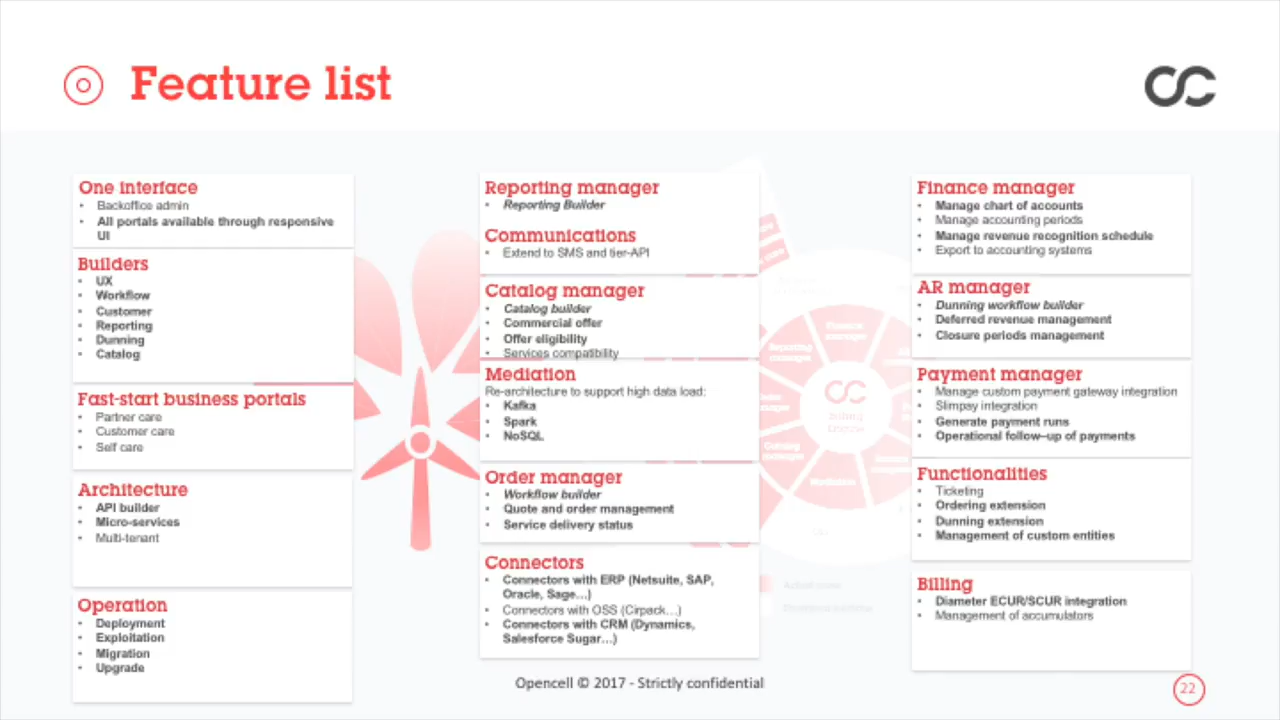 Feature list
One interface
• Backoffice admin
• All portals available through responsive
UI
Builders
• UX
• Workflow
• Customer
• Reporting
• Dunning
• Catalog
Fast-start business portals
• Partner care
• Customer care
• Self care
Architecture
• API builder
• Micro-services
• Multi-tenant
Operation
• Deployment
• Exploitation
• Migration
• Upgrade
Reporting manager
• Reporting Builder
Communications
• Extend to SMS and tier-API
Catalog manager
• Catalog builder
• Commercial offer
• Offer eligibility
• Services compatibility
Mediation
Re-architecture to support high data load:
• Kafka
• Spark
• NoSQL
Order manager
• Workflow builder
• Quote and order management
• Service delivery status
Connectors
• Connectors with ERP (Netsuite, SAP,
Oracle, Sage...)
• Connectors with OSS (Cirpack...)
• Connectors with CRM (Dynamics,
Salesforce Sugar...)
Finance manager
• Manage chart of accounts
• Manage accounting periods
• Manage revenue recognition schedule
• Export to accounting systems
AR manager
• Dunning workflow builder
• Deferred revenue management
• Closure periods management
Payment manager
• Manage custom payment gateway integration
• Slimpay integration
• Generate payment runs
• Operational follow-up of payments
Functionalities
• Ticketing
• Ordering extension
• Dunning extension
• Management of custom entities
Billing
• Diameter ECUR/SCUR integration
• Management of accumulators
Finance
manager
Reporting
manager
Mediation
Opencell © 2017 - Strictly confidential
22